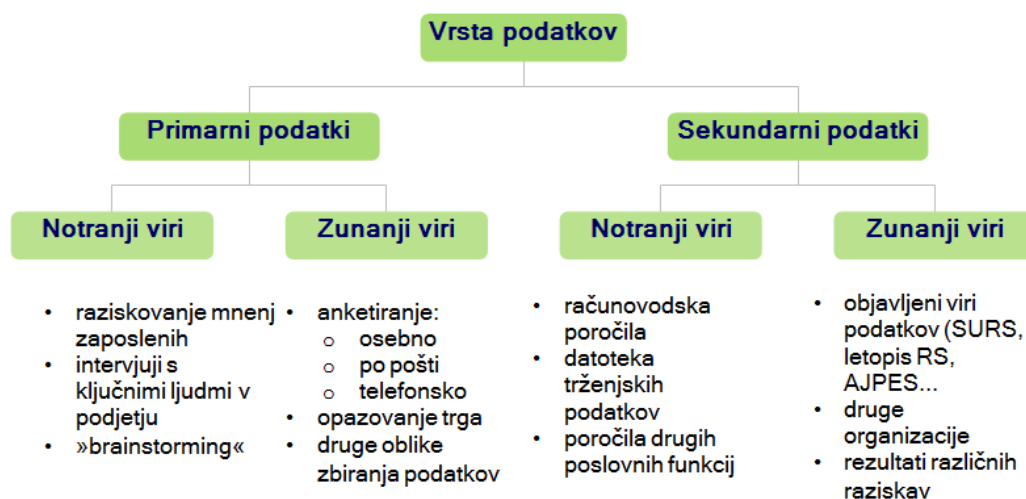 Vrsta podatkov
Primarni podatki
Sekundarni podatki
Notranji viri
Zunanji viri
Notranji viri
Zunanji viri
• raziskovanje mnenj
zaposlenih
• intervjuji s
ključnimi ljudmi v
podjetju
• »brainstorming«
• anketiranje:
o osebno
o po pošti
o telefonsko
• opazovanje trga
• druge oblike
zbiranja podatkov
• računovodska
poročila
• datoteka
trženjskih
podatkov
• poročila drugih
poslovnih funkcij
• objavljeni viri
podatkov (SURS,
letopis RS,
AJPES...
• druge
organizacije
• rezultati različnih
raziskav